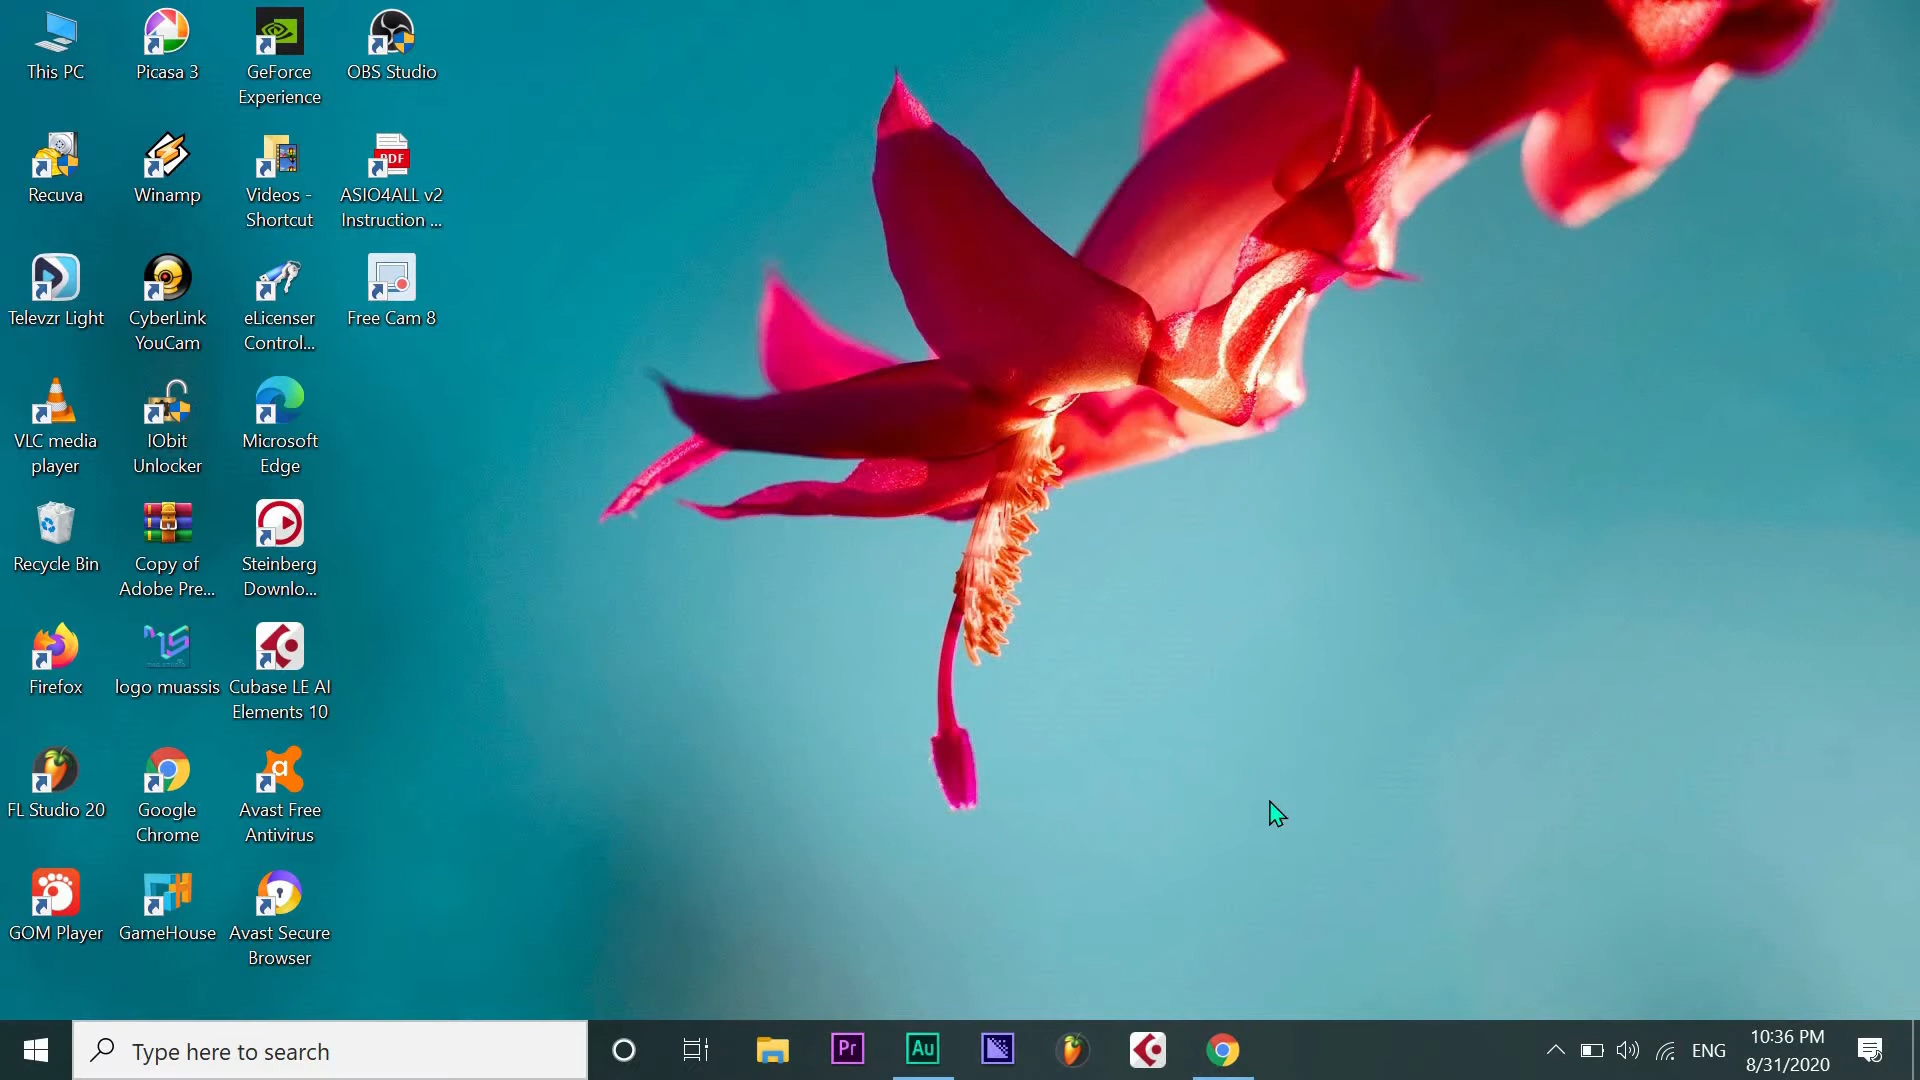 This PC
Picasa 3
GeForce
Experience
OBS Studio
Recuva
Winamp
Videos -
Shortcut
PDF
ASIO4ALL v2
Instruction ...
Televzr Light
CyberLink
YouCam
eLicenser
Control...
Free Cam 8
VLC media
player
IObit
Unlocker
Microsoft
Edge
Recycle Bin
Copy of
Adobe Pre...
Steinberg
Downlo...
Firefox
logo muassis
Cubase LE AI
Elements 10
FL Studio 20
Google
Chrome
Avast Free
Antivirus
GOM Player
GameHouse
Avast Secure
Browser
Type here to search
Pr
Au
ENG
10:36 PM
8/31/2020